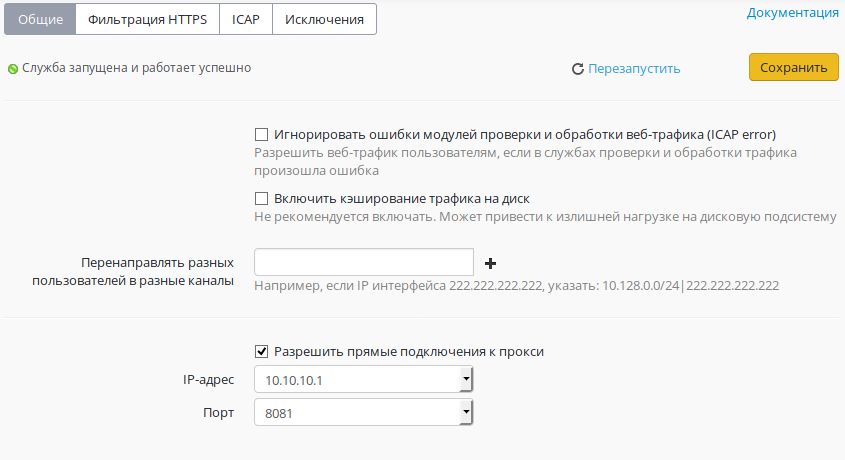 Общие
Фильтрация HTTPS
ICAP
Исключения
Документация
Служба запущена и работает успешно
Перезапустить
Сохранить
Игнорировать ошибки модулей проверки и обработки веб-трафика (ICAP error)
Разрешить веб-трафик пользователям, если в службах проверки и обработки трафика
произошла ошибка
Включить кэширование трафика на диск
Не рекомендуется включать. Может привести к излишней нагрузке на дисковую подсистему
Перенаправлять разных
пользователей в разные каналы
Например, если IP интерфейса 222.222.222.222, указать: 10.128.0.0/24|222.222.222.222
Разрешить прямые подключения к прокси
IP-адрес
10.10.10.1
Порт
8081